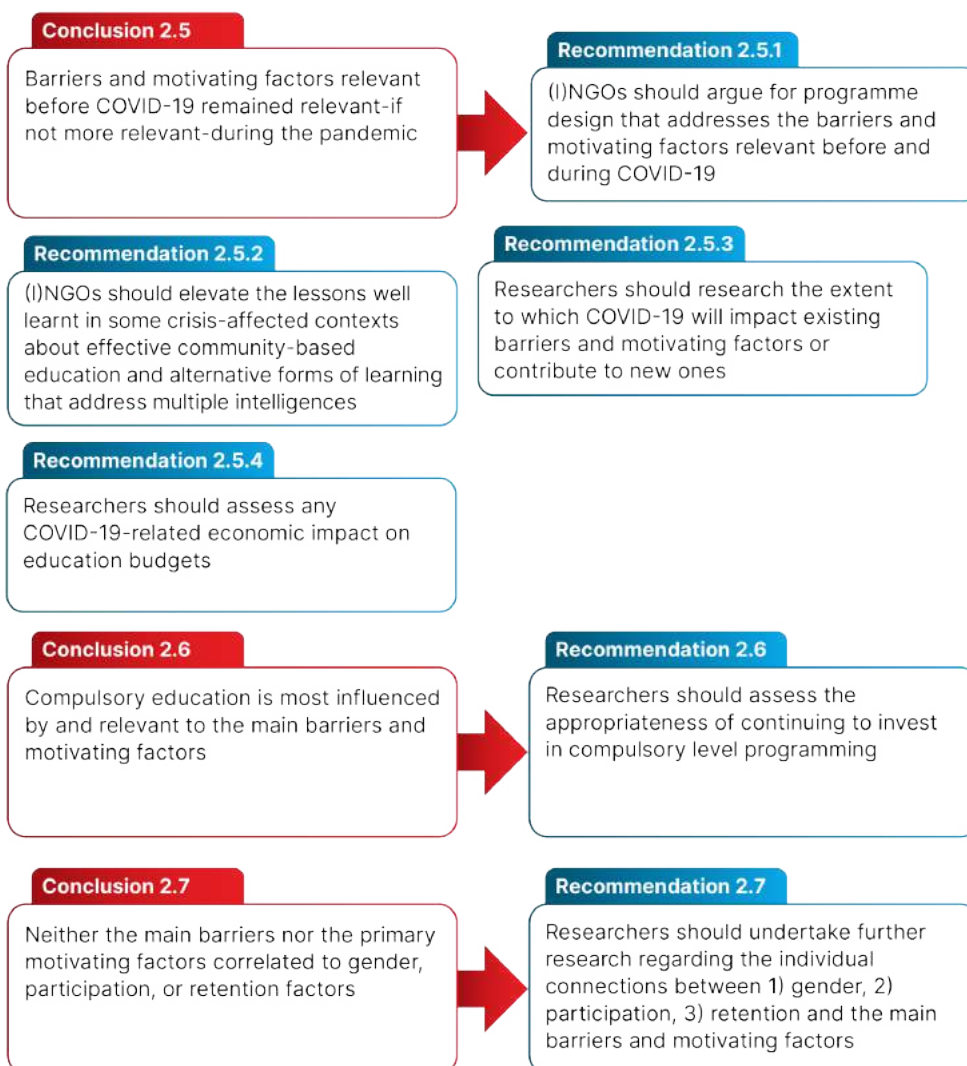 Conclusion 2.5
Barriers and motivating factors relevant
before COVID-19 remained relevant-if
not more relevant-during the pandemic
Recommendation 2.5.1
(I)NGOs should argue for programme
design that addresses the barriers and
motivating factors relevant before and
during COVID-19
Recommendation 2.5.2
(I)NGOs should elevate the lessons well
learnt in some crisis-affected contexts
about effective community-based
education and alternative forms of learning
that address multiple intelligences
Recommendation 2.5.3
Researchers should research the extent
to which COVID-19 will impact existing
barriers and motivating factors or
contribute to new ones
Recommendation 2.5.4
Researchers should assess any
COVID-19-related economic impact on
education budgets
Conclusion 2.6
Compulsory education is most influenced
by and relevant to the main barriers and
motivating factors
Recommendation 2.6
Researchers should assess the
appropriateness of continuing to invest
in compulsory level programming
Conclusion 2.7
Neither the main barriers nor the primary
motivating factors correlated to gender,
participation, or retention factors
Recommendation 2.7
Researchers should undertake further
research regarding the individual
connections between 1) gender, 2)
participation, 3) retention and the main
barriers and motivating factors